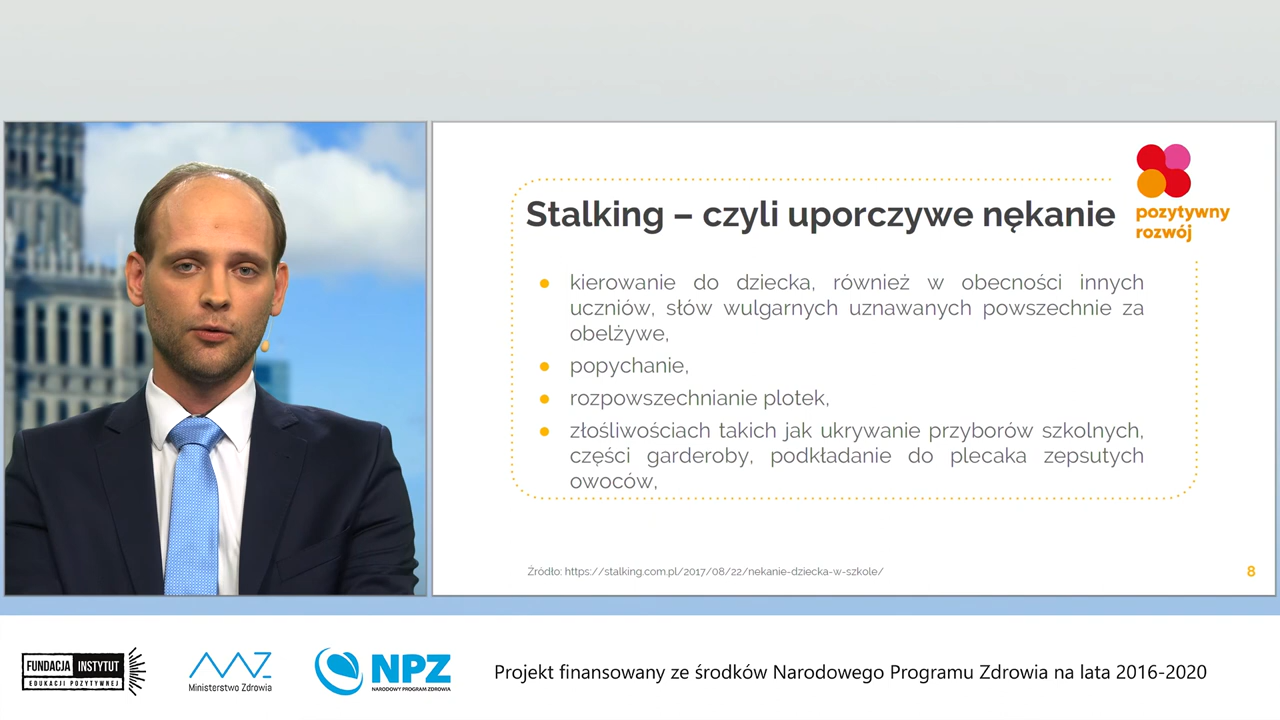 Stalking – czyli uporczywe nękanie
pozytywny
rozwój
● kierowanie do dziecka, również w obecności innych
uczniów, słów wulgarnych uznawanych powszechnie za
obelżywe,
● popychanie,
● rozpowszechnianie plotek,
● złośliwościach takich jak ukrywanie przyborów szkolnych,
części garderoby, podkładanie do plecaka zepsutych
owoców,
Źródło: https://stalking.com.pl/2017/08/22/nekanie-dziecka-w-szkole/
8
FUNDACJA INSTYTUT
EDUKACJI POZYTYWNEJ
Ministerstwo Zdrowia
NPZ
NARODOWY PROGRAM ZDROWIA
Projekt finansowany ze środków Narodowego Programu Zdrowia na lata 2016-2020